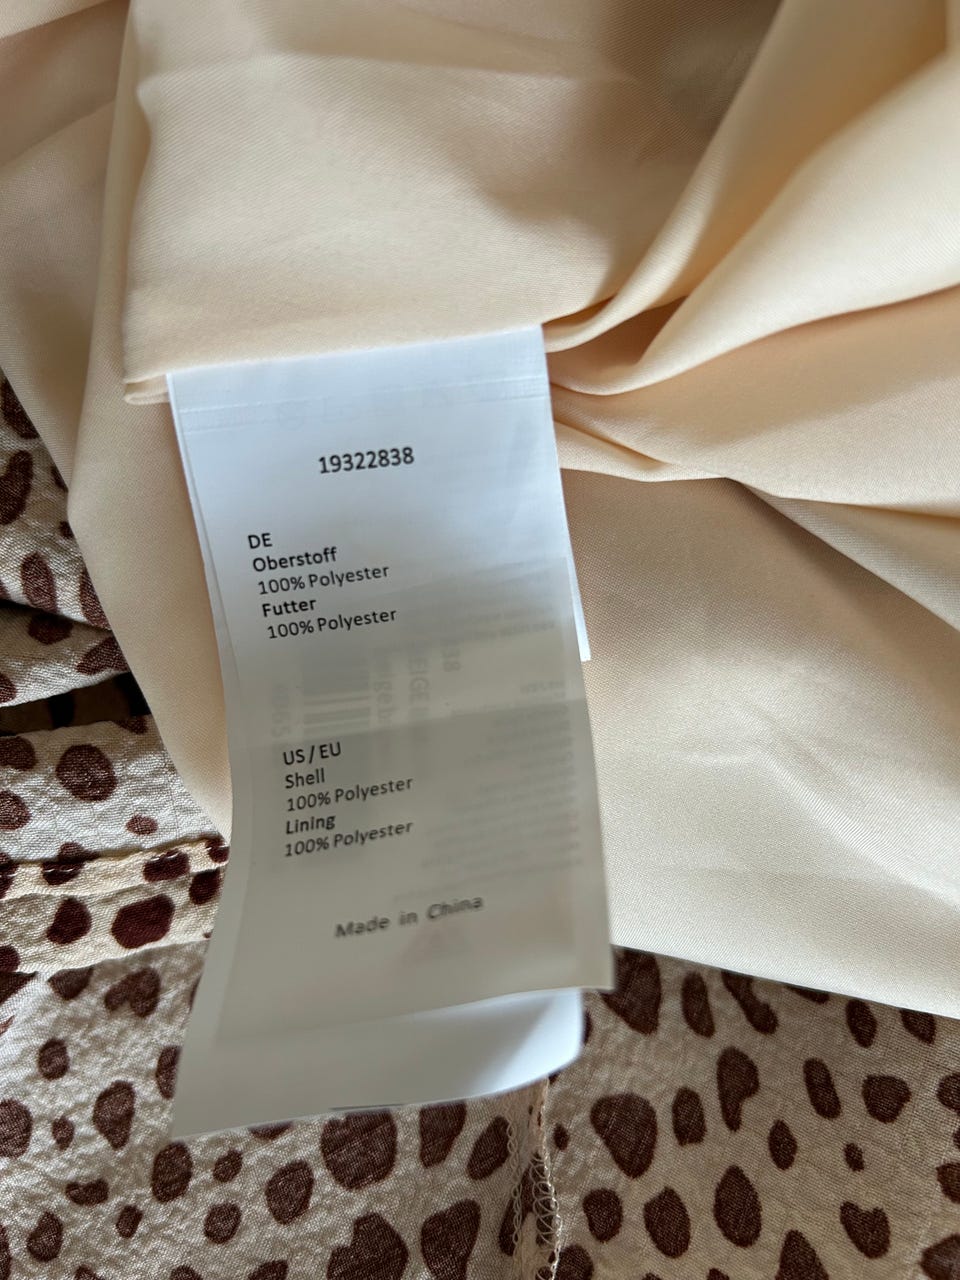 19322838
DE
Oberstoff
100% Polyester
Futter
100% Polyester
US / EU
Shell
100% Polyester
Lining
100% Polyester
Made in China